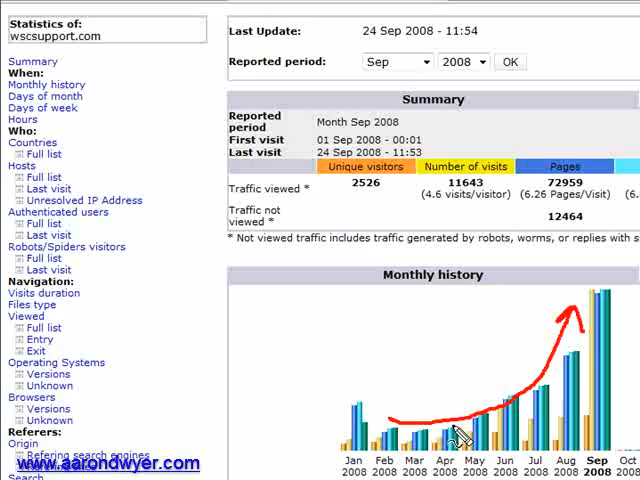 Statistics of:
wscsupport.com
Summary
When:
Monthly history
Days of month
Days of week
Hours
Who:
Countries
Full list
Hosts
Full list
Last visit
Unresolved IP Address
Authenticated users
Full list
Last visit
Robots/Spiders visitors
Full list
Last visit
Navigation:
Visits duration
Files type
Viewed
Full list
Entry
Exit
Operating Systems
Versions
Unknown
Browsers
Versions
Unknown
Referers:
Origin
Refering search engines
www.aarondwyer.com
Search
Last Update: 24 Sep 2008 - 11:54
Reported period: Sep 2008 OK
Summary
Reported period Month Sep 2008
First visit 01 Sep 2008 - 00:01
Last visit 24 Sep 2008 - 11:53
Unique visitors Number of visits Pages
Traffic viewed * 2526 11643 72959
(4.6 visits/visitor) (6.26 Pages/Visit) (6
Traffic not viewed * 12464
* Not viewed traffic includes traffic generated by robots, worms, or replies with s
Monthly history
Jan Feb Mar Apr May Jun Jul Aug Sep Oct
2008 2008 2008 2008 2008 2008 2008 2008 2008 200